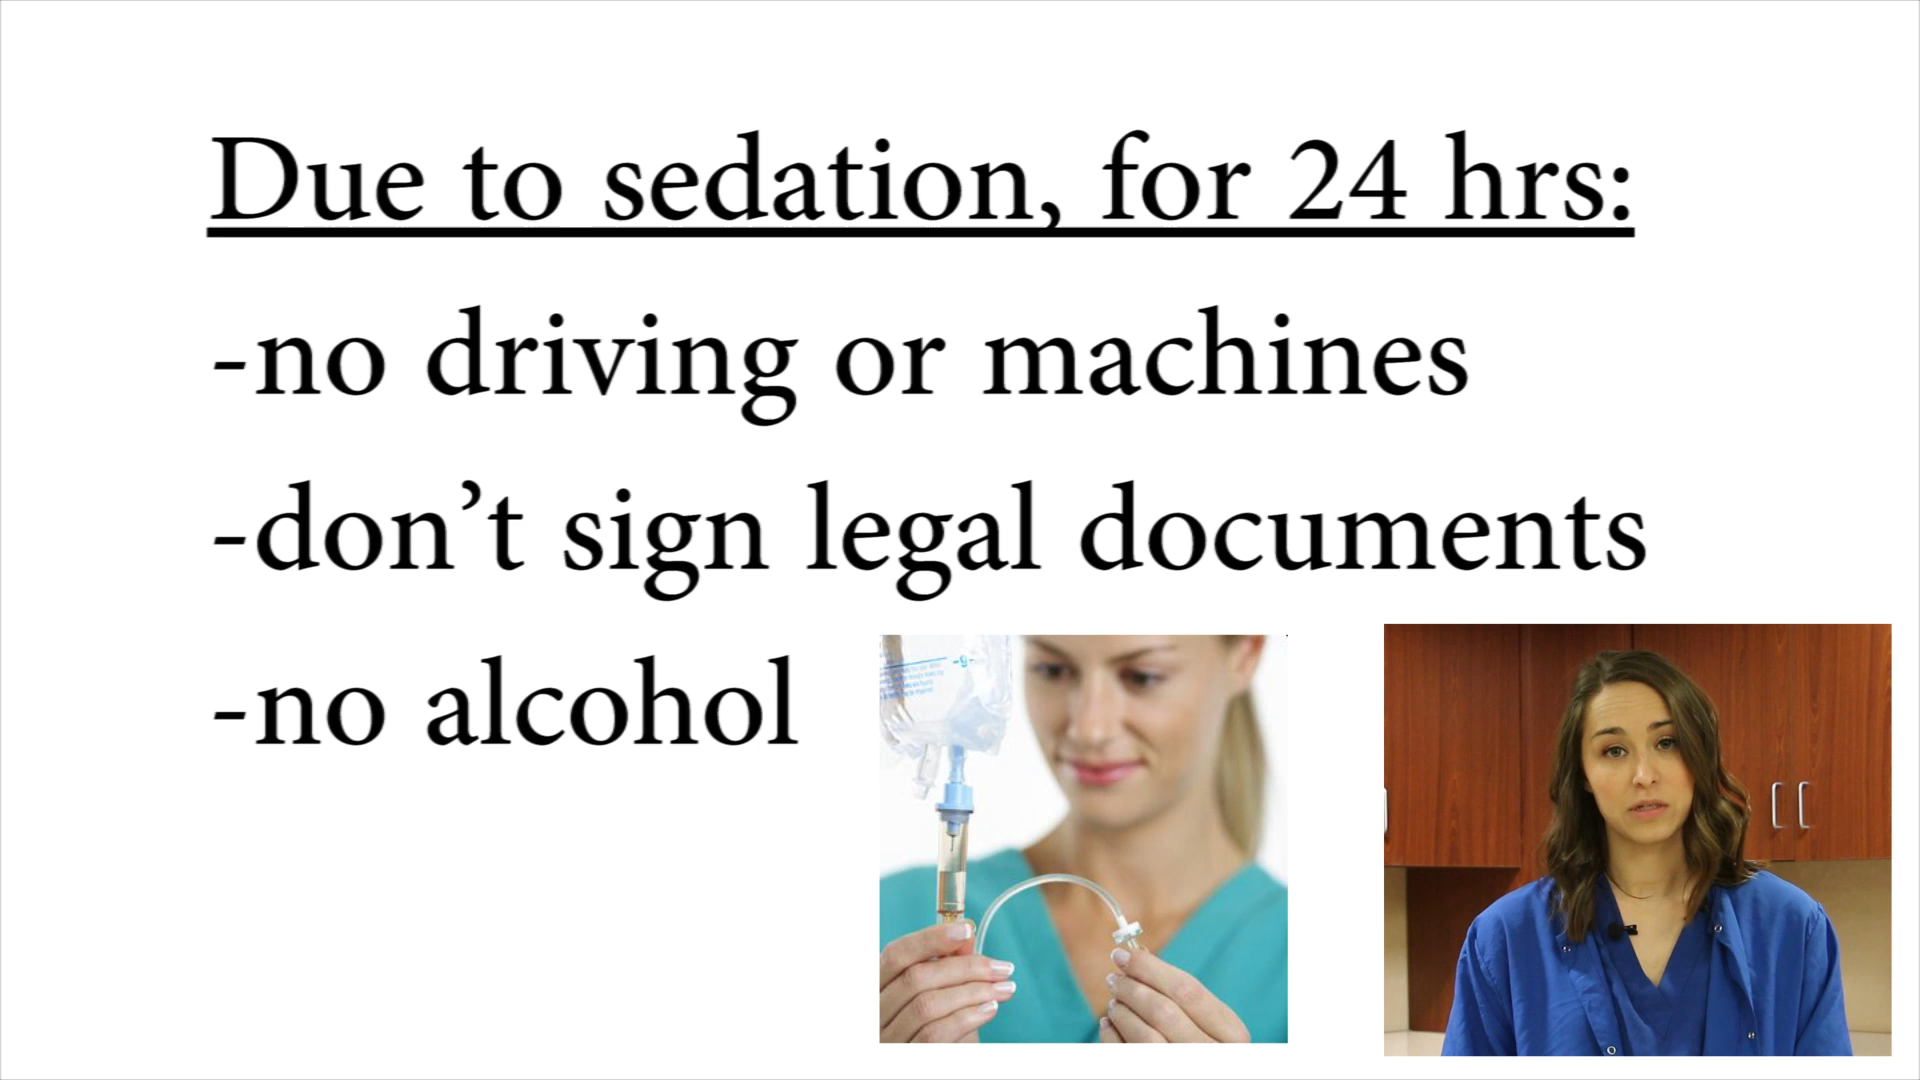 Due to sedation, for 24 hrs:
-no driving or machines
-don’t sign legal documents
-no alcohol